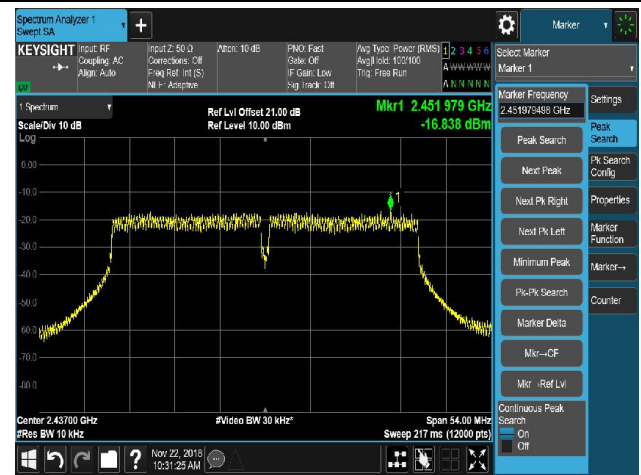 Spectrum Analyzer 1
Swept SA
Marker
KEYSIGHT
Input: RF
Coupling: AC
Align: Auto
Input Z: 50 Ω
Corrections: Off
Freq Ref: Int (S)
NFE: Adaptive
Atten: 10 dB
PNO: Fast
Gate: Off
IF Gain: Low
Sig Track: Off
Avg Type: Power (RMS)
Avg|Hold: 100/100
Trig: Free Run
1 2 3 4 5 6
A W W W W W
A N N N N N
Select Marker
Marker 1
1 Spectrum
Scale/Div 10 dB
Log
Ref Lvl Offset 21.00 dB
Ref Level 10.00 dBm
Mkr1 2.451 979 GHz
-16.838 dBm
0.00
-10.0
-20.0
-30.0
-40.0
-50.0
-60.0
-70.0
-80.0
1
Center 2.43700 GHz
#Res BW 10 kHz
#Video BW 30 kHz*
Span 54.00 MHz
Sweep 217 ms (12000 pts)
Marker Frequency
2.451979498 GHz
Peak Search
Next Peak
Next Pk Right
Next Pk Left
Minimum Peak
Pk-Pk Search
Marker Delta
Mkr→CF
Mkr→Ref Lvl
Continuous Peak
Search
On
Off
Settings
Peak
Search
Pk Search
Config
Properties
Marker
Function
Marker→
Counter
Nov 22, 2018
10:31:25 AM